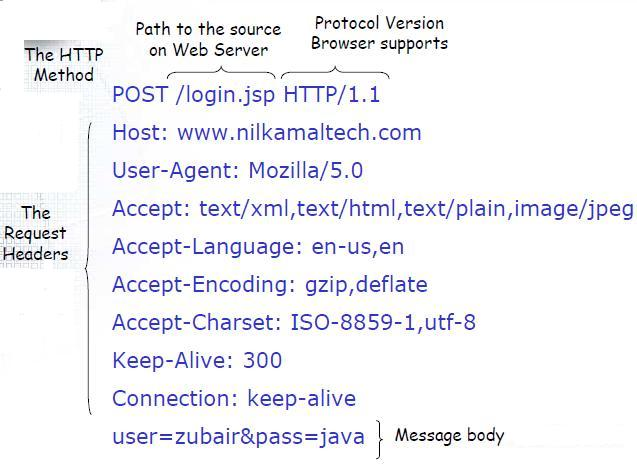 Path to the source
on Web Server
Protocol Version
Browser supports
The HTTP
Method
POST /login.jsp HTTP/1.1
Host: www.nilkamaltech.com
User-Agent: Mozilla/5.0
Accept: text/xml,text/html,text/plain,image/jpeg
Accept-Language: en-us,en
Accept-Encoding: gzip,deflate
Accept-Charset: ISO-8859-1,utf-8
Keep-Alive: 300
Connection: keep-alive
The
Request
Headers
user=zubair&pass=java
Message body